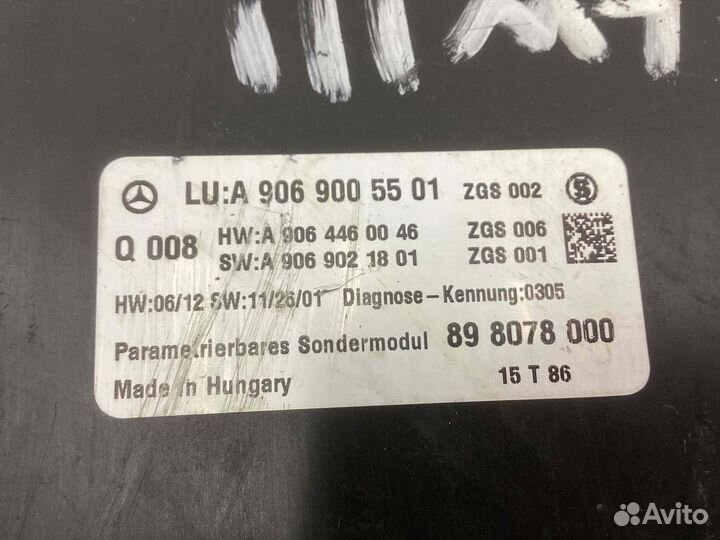 LU:A 906 900 55 01 ZGS 002
Q 008 HW:A 906 446 00 46 ZGS 006
SW:A 906 902 18 01 ZGS 001
HW:06/12 SW:11/26/01 Diagnose-Kennung:0305
Parametrierbares Sondermodul 89 8078 000
Made in Hungary 15 T 86
Avito